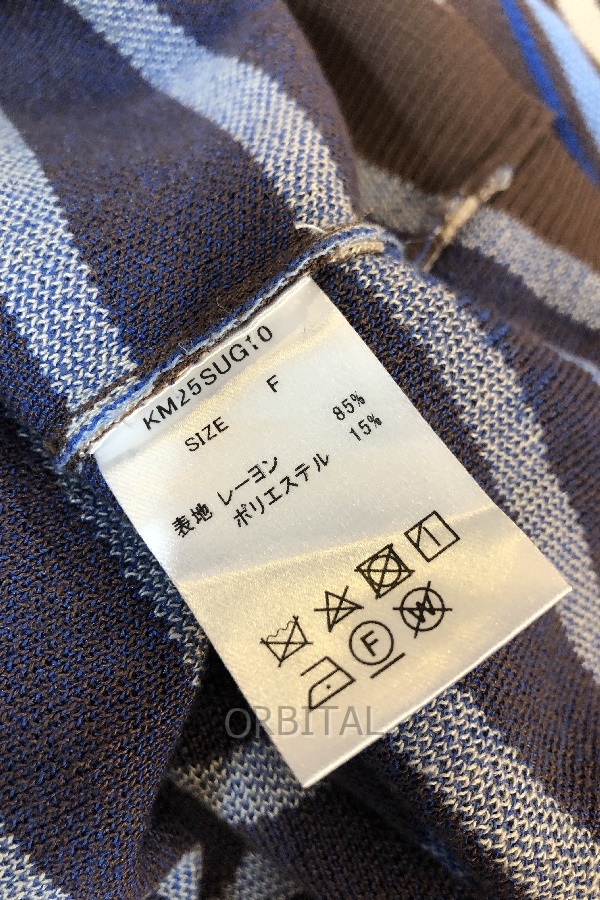 KM25SUG10
SIZE F
表地 レーヨン 85%
ポリエステル 15%
F
W
ORBITAL